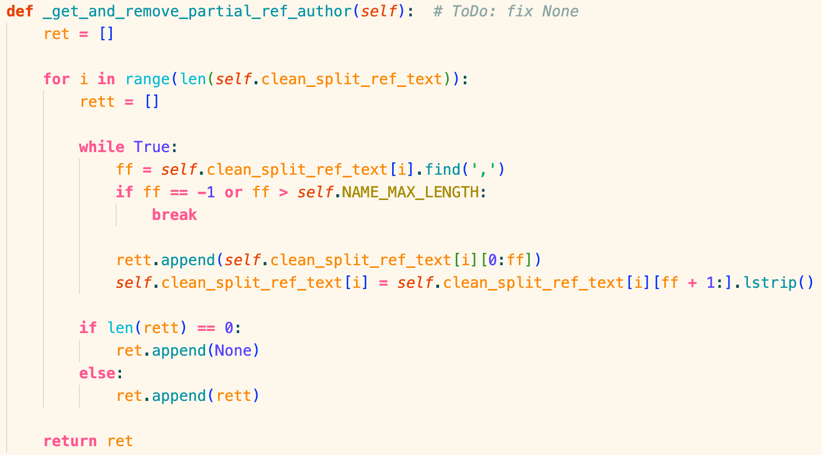 def _get_and_remove_partial_ref_author(self):  # ToDo: fix None
    ret = []

    for i in range(len(self.clean_split_ref_text)):
        rett = []

        while True:
            ff = self.clean_split_ref_text[i].find(',')
            if ff == -1 or ff > self.NAME_MAX_LENGTH:
                break

            rett.append(self.clean_split_ref_text[i][0:ff])
            self.clean_split_ref_text[i] = self.clean_split_ref_text[i][ff + 1:].lstrip()

        if len(rett) == 0:
            ret.append(None)
        else:
            ret.append(rett)

    return ret